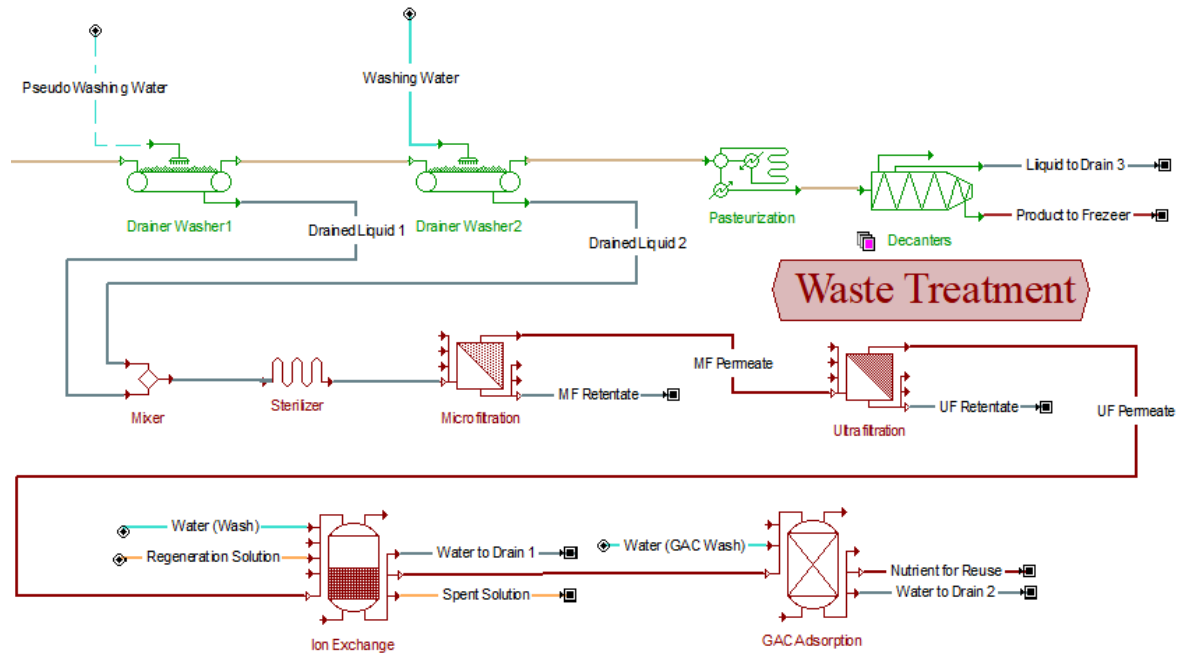 Pseudo Washing Water
Washing Water
Drainer Washer1
Drained Liquid 1
Drainer Washer2
Drained Liquid 2
Pasteurization
Decanters
Lliquid to Drain 3
Product to Frezeer
Waste Treatment
Mixer
Sterilizer
Microfiltration
MF Retentate
MF Permeate
Ultrafiltration
UF Retentate
UF Permeate
Water (Wash)
Regeneration Solution
Water to Drain 1
Spent Solution
Ion Exchange
Water (GAC Wash)
Nutrient for Reuse
Water to Drain 2
GAC Adsorption